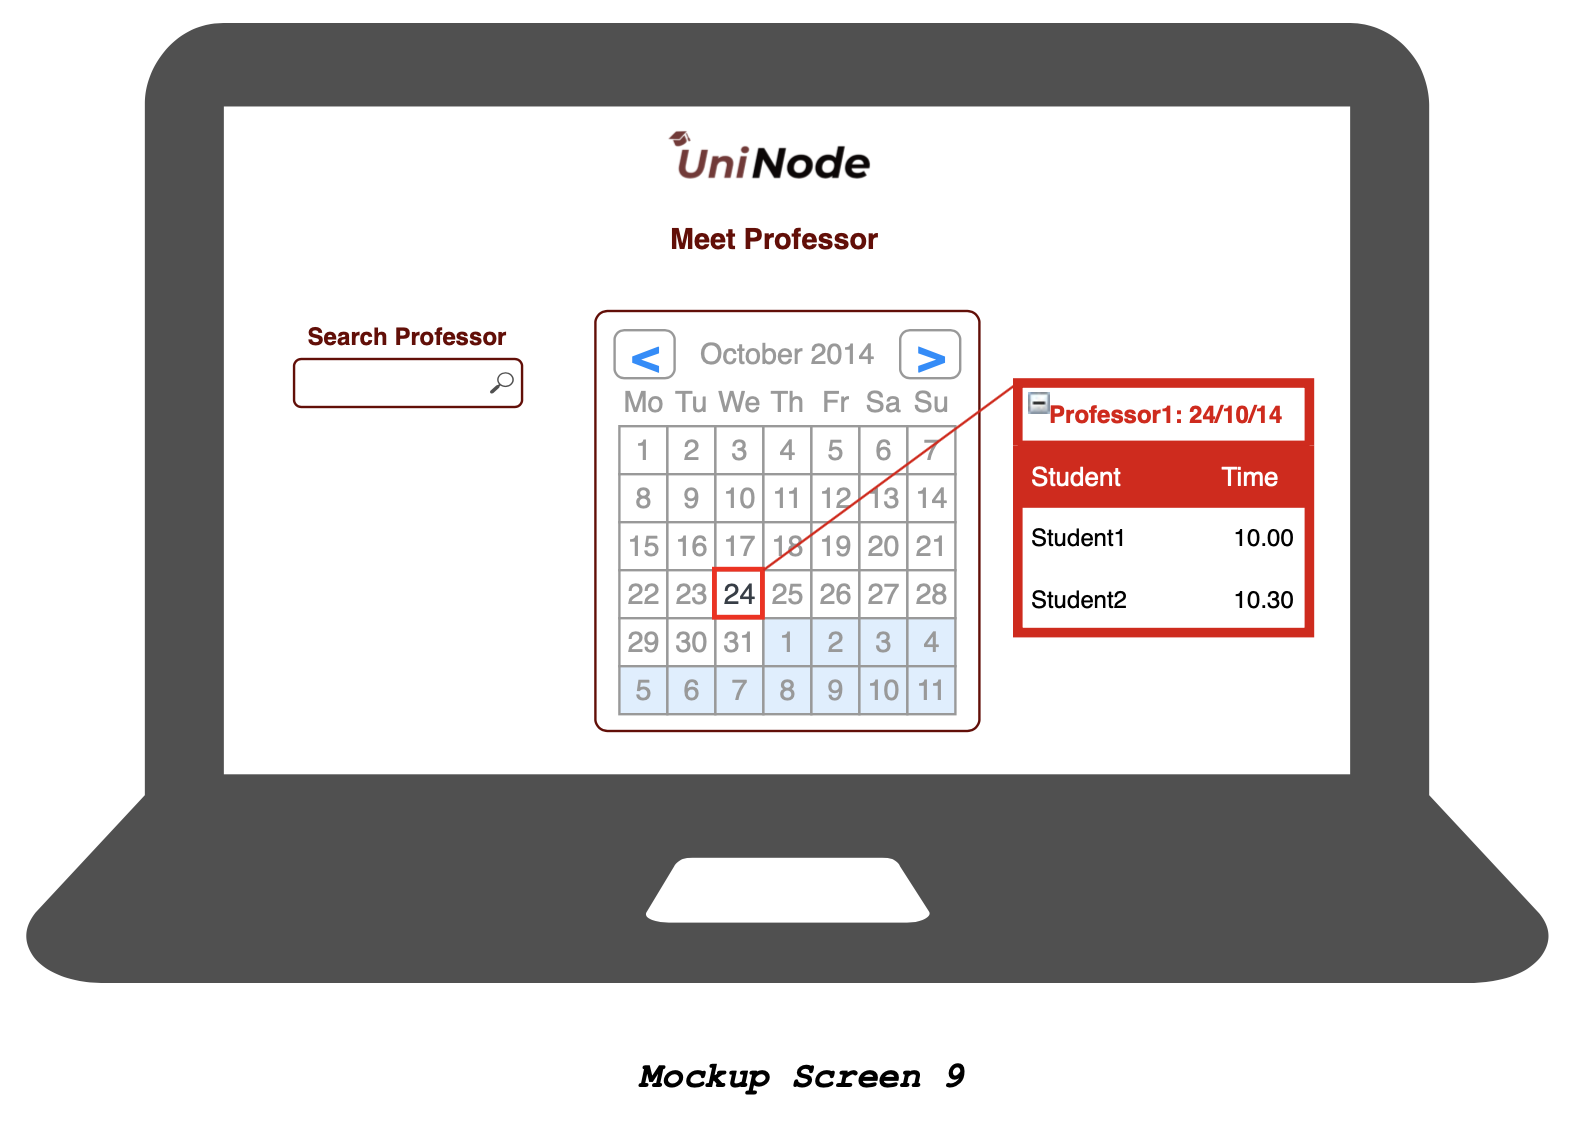 UniNode
Meet Professor
Search Professor
< October 2014 >
Mo Tu We Th Fr Sa Su
1 2 3 4 5 6 7
8 9 10 11 12 13 14
15 16 17 18 19 20 21
22 23 24 25 26 27 28
29 30 31 1 2 3 4
5 6 7 8 9 10 11
Professor1: 24/10/14
Student Time
Student1 10.00
Student2 10.30
Mockup Screen 9